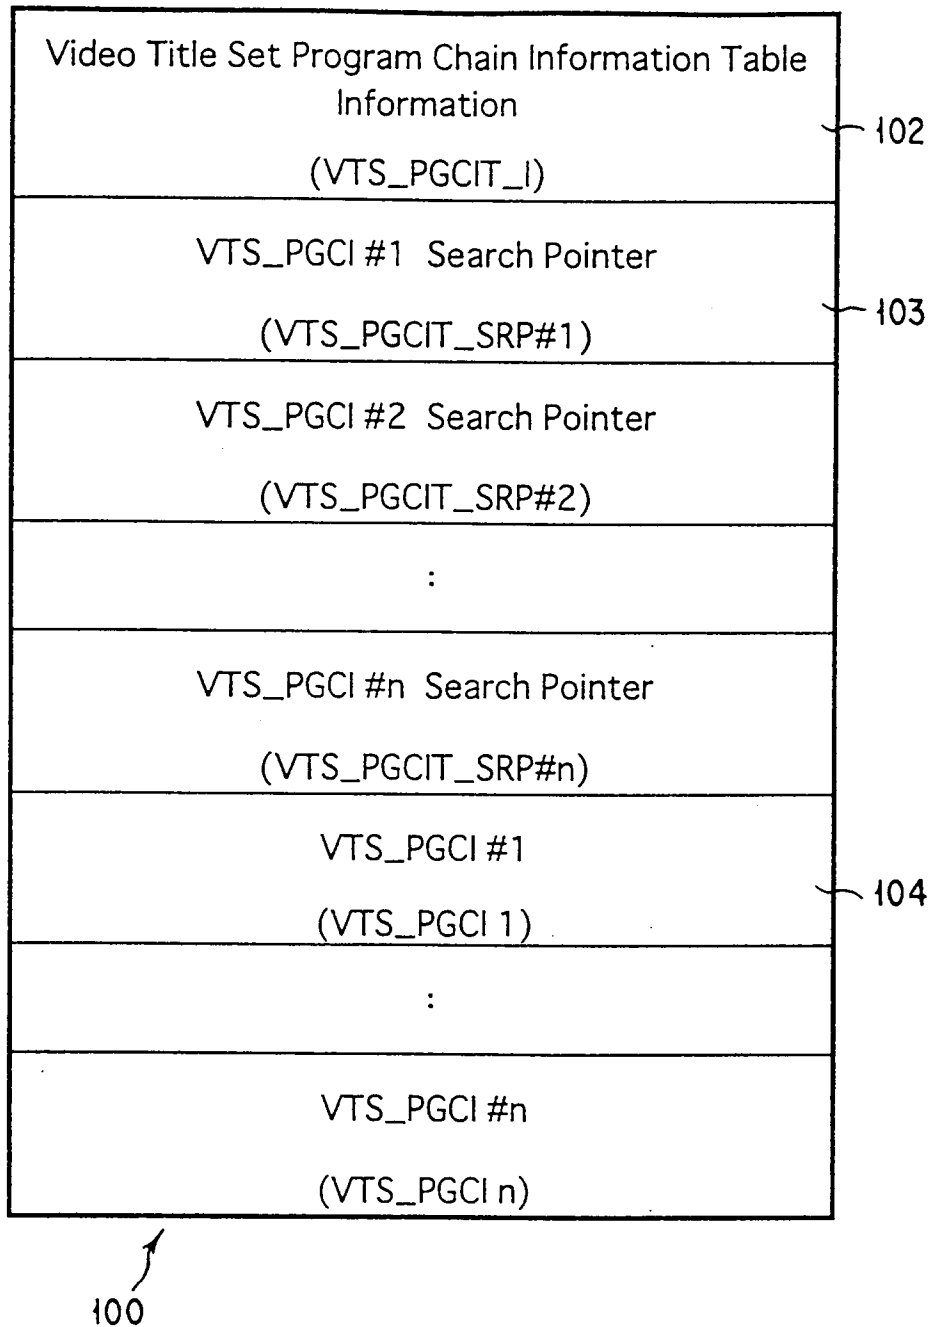 Video Title Set Program Chain Information Table
Information
(VTS_PGCIT_I)
102
VTS_PGCI #1 Search Pointer
(VTS_PGCIT_SRP#1)
103
VTS_PGCI #2 Search Pointer
(VTS_PGCIT_SRP#2)
:
VTS_PGCI #n Search Pointer
(VTS_PGCIT_SRP#n)
VTS_PGCI #1
(VTS_PGCI 1)
104
:
VTS_PGCI #n
(VTS_PGCI n)
100